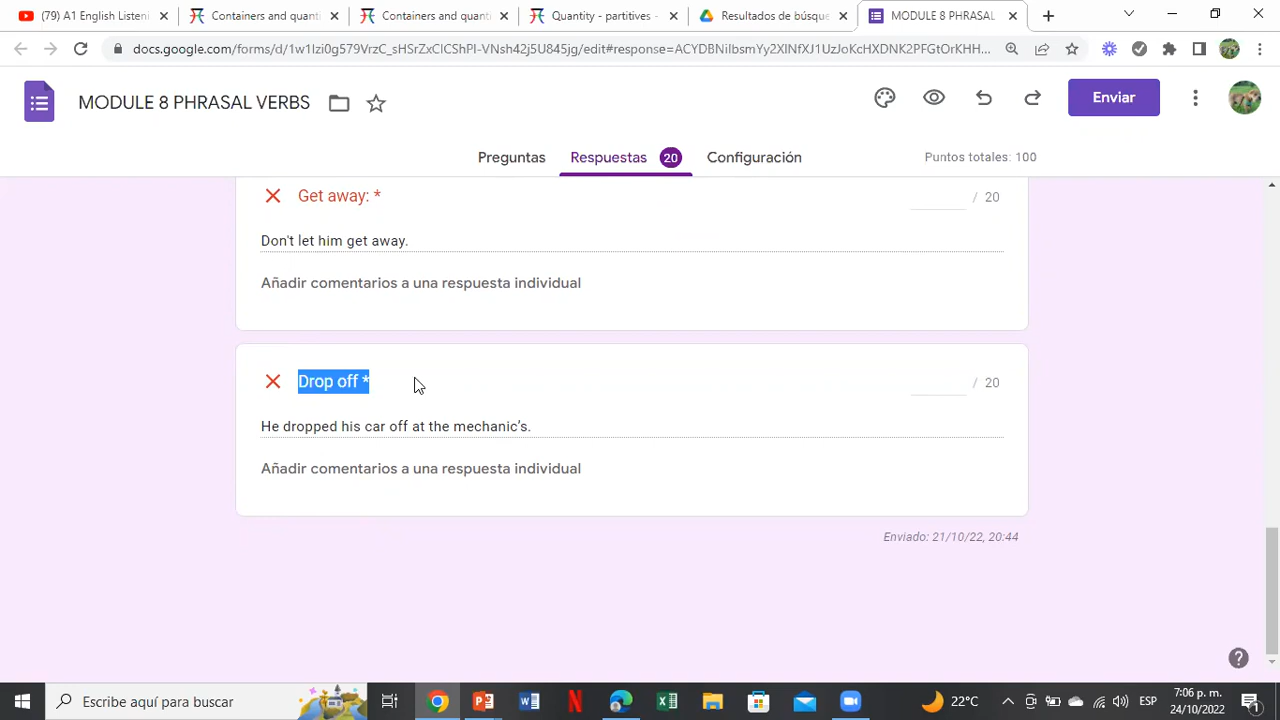 (79) A1 English Listeni
Containers and quanti
Containers and quant
Quantity - partitives -
Resultados de búsque
MODULE 8 PHRASAL
docs.google.com/forms/d/1w1Izi0g579VrzC_sHSrZxClCShPI-VNsh42j5U845jg/edit#response=ACYDBNiIbsnYy2XINfXJ1UzJoKcHXDNK2PFGtOrKHH...
MODULE 8 PHRASAL VERBS
Enviar
Preguntas
Respuestas 20
Configuración
Puntos totales: 100
Get away: *
/ 20
Don't let him get away.
Añadir comentarios a una respuesta individual
Drop off *
/ 20
He dropped his car off at the mechanic’s.
Añadir comentarios a una respuesta individual
Enviado: 21/10/22, 20:44
Escribe aquí para buscar
22°C
ESP
7:06 p. m.
24/10/2022
1